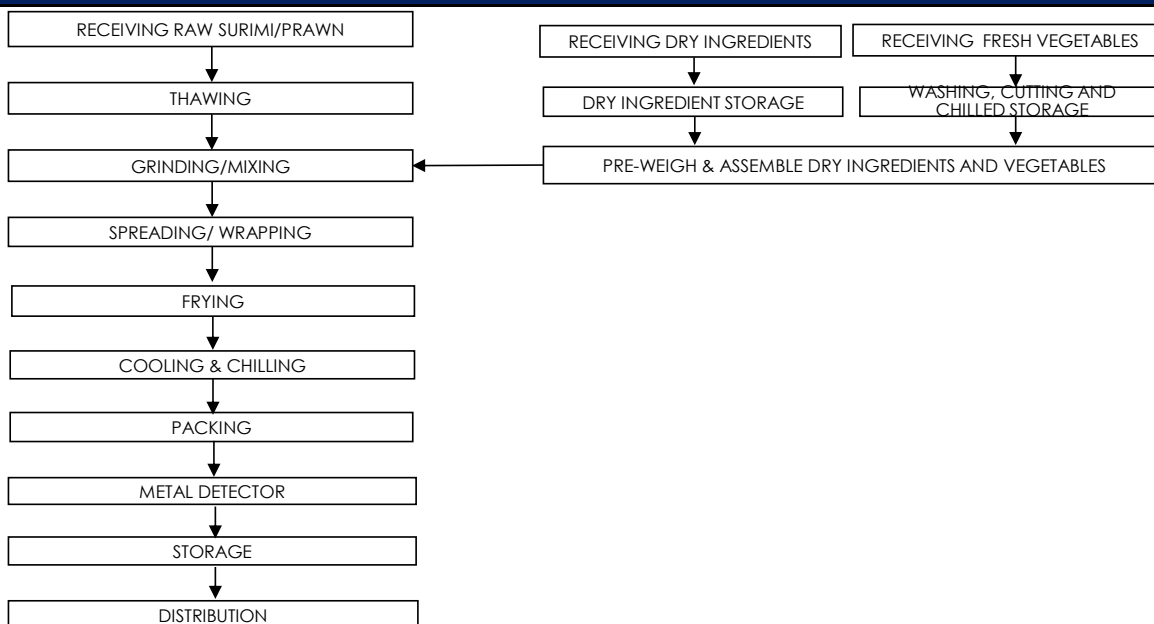 RECEIVING RAW SURIMI/PRAWN
THAWING
GRINDING/MIXING
SPREADING/ WRAPPING
FRYING
COOLING & CHILLING
PACKING
METAL DETECTOR
STORAGE
DISTRIBUTION
RECEIVING DRY INGREDIENTS
DRY INGREDIENT STORAGE
RECEIVING FRESH VEGETABLES
WASHING, CUTTING AND
CHILLED STORAGE
PRE-WEIGH & ASSEMBLE DRY INGREDIENTS AND VEGETABLES